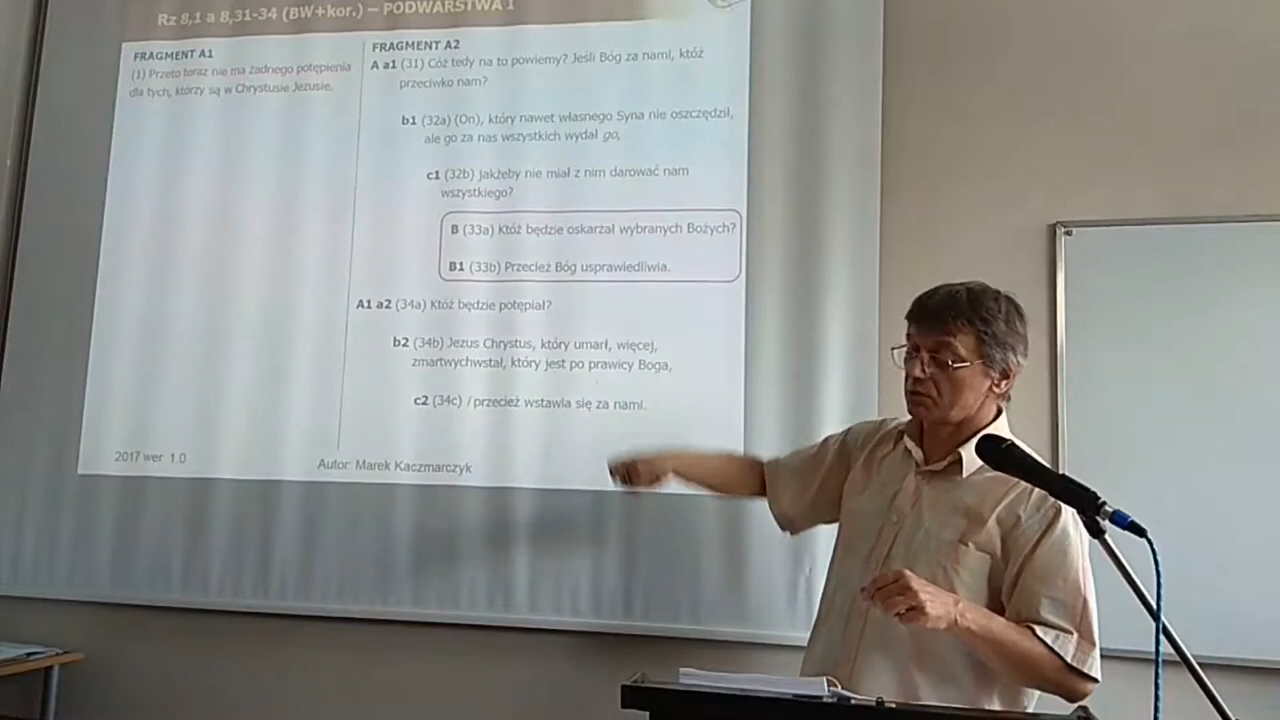 Rz 8,1 a 8,31-34 (BW+kor.) – PODWARSTWA I
FRAGMENT A1
(1) Przeto teraz nie ma żadnego potępienia
dla tych, którzy są w Chrystusie Jezusie.
FRAGMENT A2
A a1 (31) Cóż tedy na to powiemy? Jeśli Bóg za nami, któż
przeciwko nam?
b1 (32a) (On), który nawet własnego Syna nie oszczędził,
ale go za nas wszystkich wydał go,
c1 (32b) jakżeby nie miał z nim darować nam
wszystkiego?
B (33a) Któż będzie oskarżał wybranych Bożych?
B1 (33b) Przecież Bóg usprawiedliwia.
A1 a2 (34a) Któż będzie potępiał?
b2 (34b) Jezus Chrystus, który umarł, więcej,
zmartwychwstał, który jest po prawicy Boga,
c2 (34c) /przecież wstawia się za nami.
2017 wer 1.0
Autor: Marek Kaczmarczyk